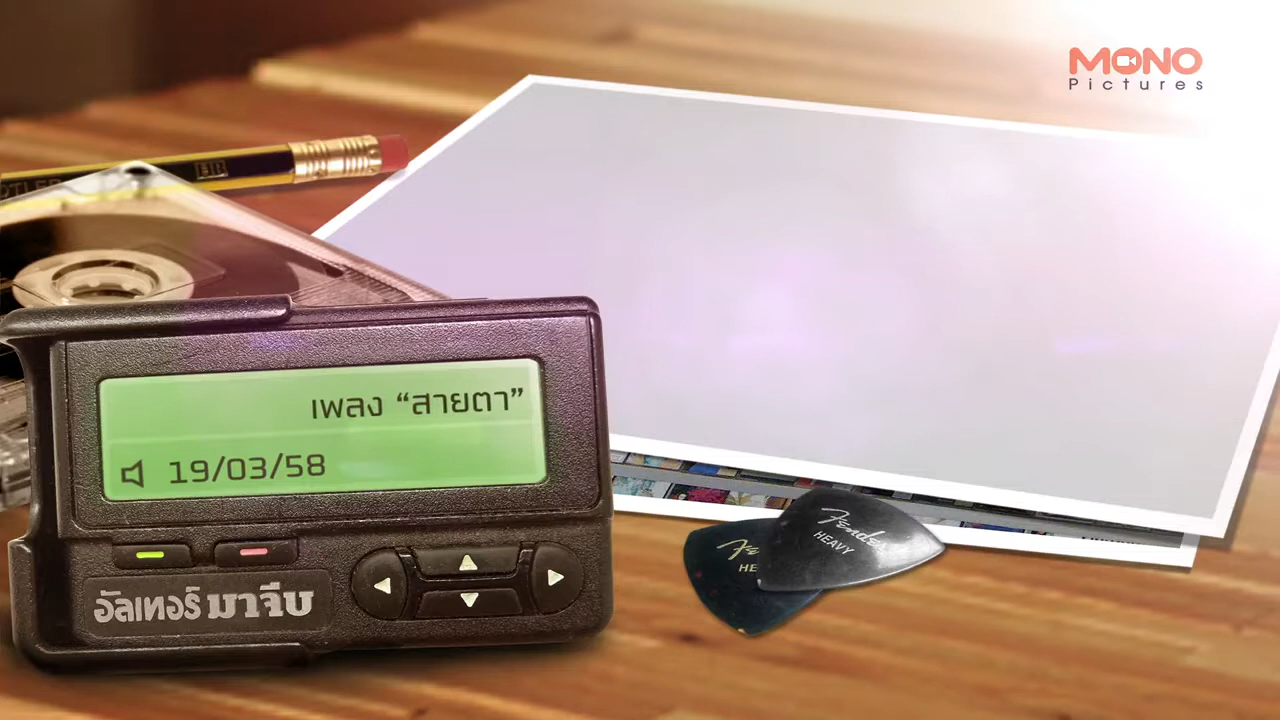 MONO
Pictures
เพลง “สายตา”
19/03/58
อัลเทอร์ มาจีบ
Fender
HEAVY
HE